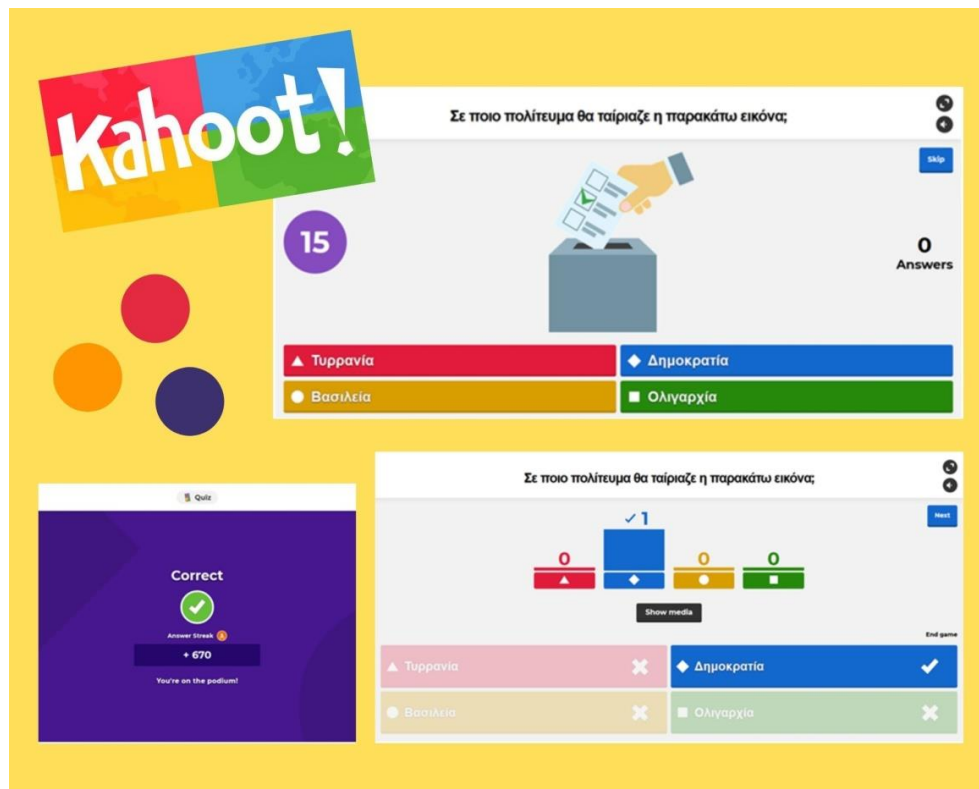 Kahoot!
Σε ποιο πολίτευμα θα ταίριαζε η παρακάτω εικόνα;
Skip
15
0
Answers
Τυρρανία
Δημοκρατία
Βασιλεία
Ολιγαρχία
Quiz
Correct
Answer Streak
+ 670
You're on the podium!
Σε ποιο πολίτευμα θα ταίριαζε η παρακάτω εικόνα;
Next
0
1
0
0
Show media
End game
Τυρρανία
Δημοκρατία
Βασιλεία
Ολιγαρχία